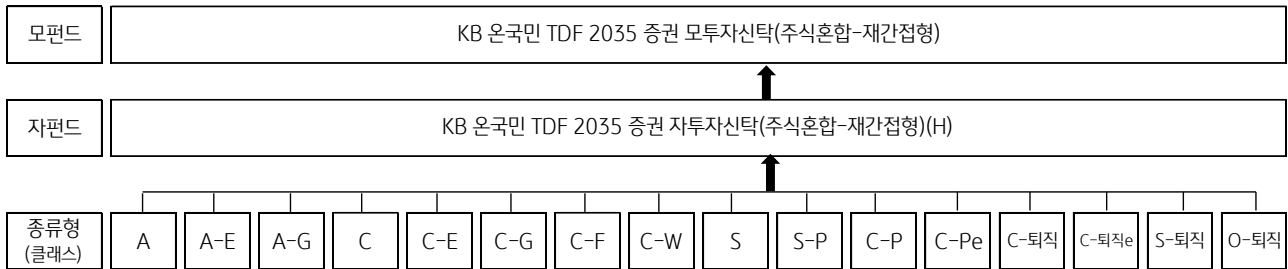 모펀드
KB 온국민 TDF 2035 증권 모투자신탁(주식혼합-재간접형)
자펀드
KB 온국민 TDF 2035 증권 자투자신탁(주식혼합-재간접형)(H)
종류형
(클래스)
A A-E A-G C C-E C-G C-F C-W S S-P C-P C-Pe C-퇴직 C-퇴직e S-퇴직 O-퇴직